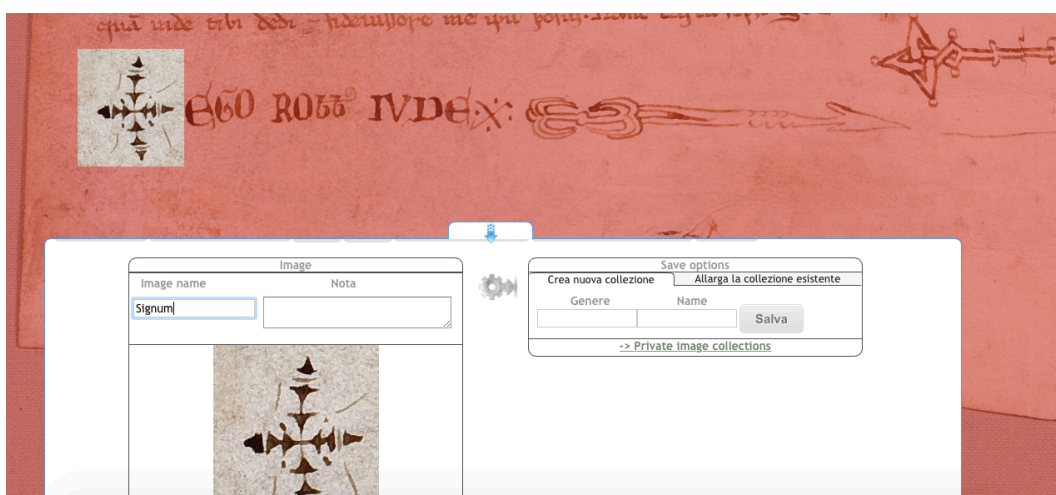 EGO ROBB IVDEX
Image
Image name
Nota
Signum
Save options
Crea nuova collezione
Allarga la collezione esistente
Genere
Name
Salva
-> Private image collections